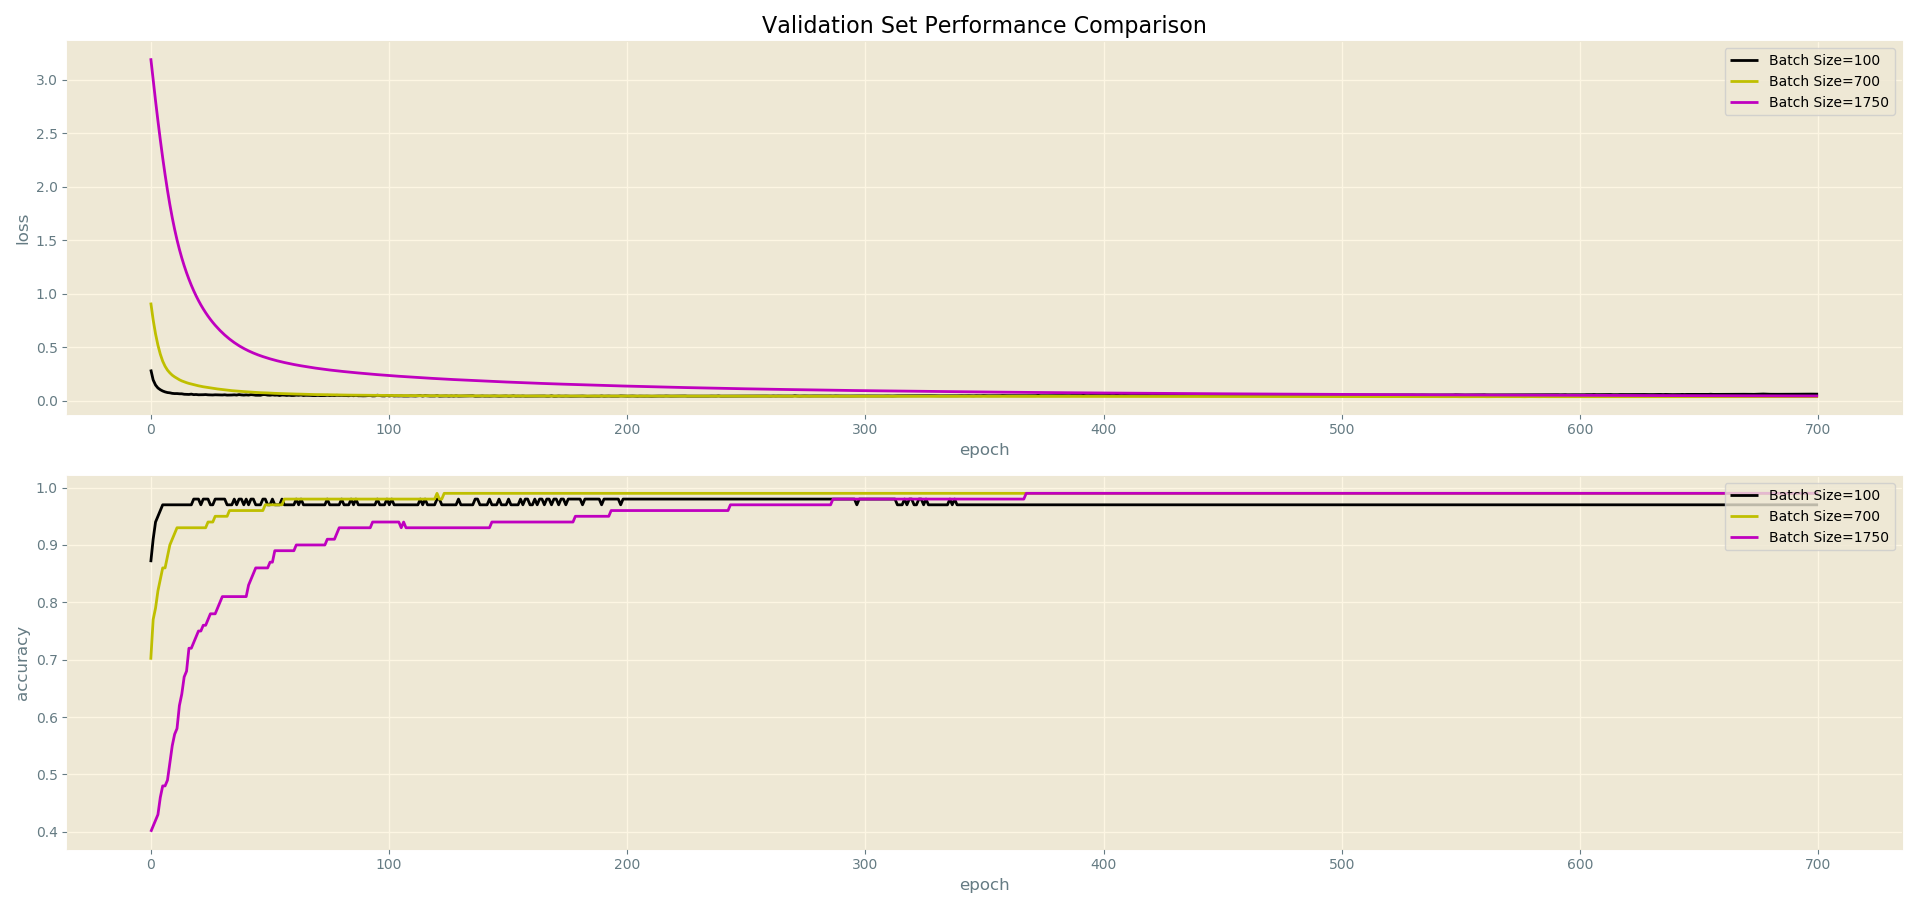 Validation Set Performance Comparison
Batch Size=100
Batch Size=700
Batch Size=1750
3.0
2.5
2.0
1.5
1.0
0.5
0.0
loss
0 100 200 300 400 500 600 700
epoch
Batch Size=100
Batch Size=700
Batch Size=1750
1.0
0.9
0.8
0.7
0.6
0.5
0.4
accuracy
0 100 200 300 400 500 600 700
epoch